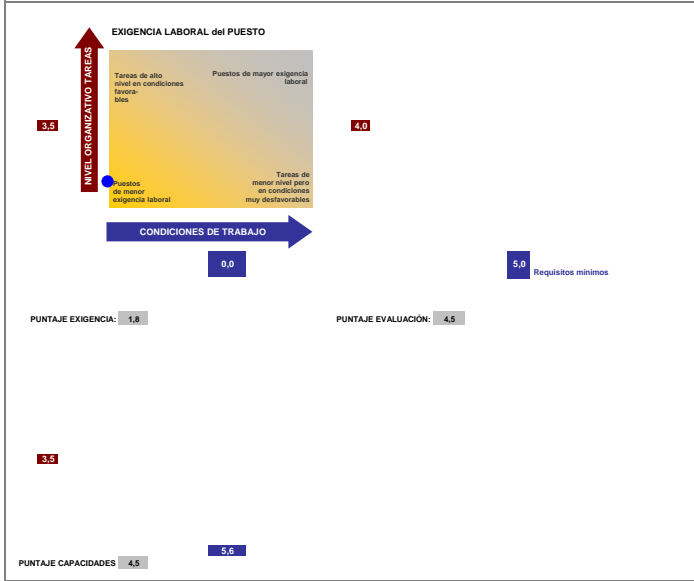 EXIGENCIA LABORAL del PUESTO
NIVEL ORGANIZATIVO TAREAS
Tareas de alto
nivel en condiciones
favora-
bles
Puestos de mayor exigencia
laboral
3,5
4,0
Puestos
de menor
exigencia laboral
Tareas de
menor nivel pero
en condiciones
muy desfavorables
CONDICIONES DE TRABAJO
0,0
5,0
Requisitos mínimos
PUNTAJE EXIGENCIA: 1,8
PUNTAJE EVALUACIÓN: 4,5
3,5
5,6
PUNTAJE CAPACIDADES 4,5